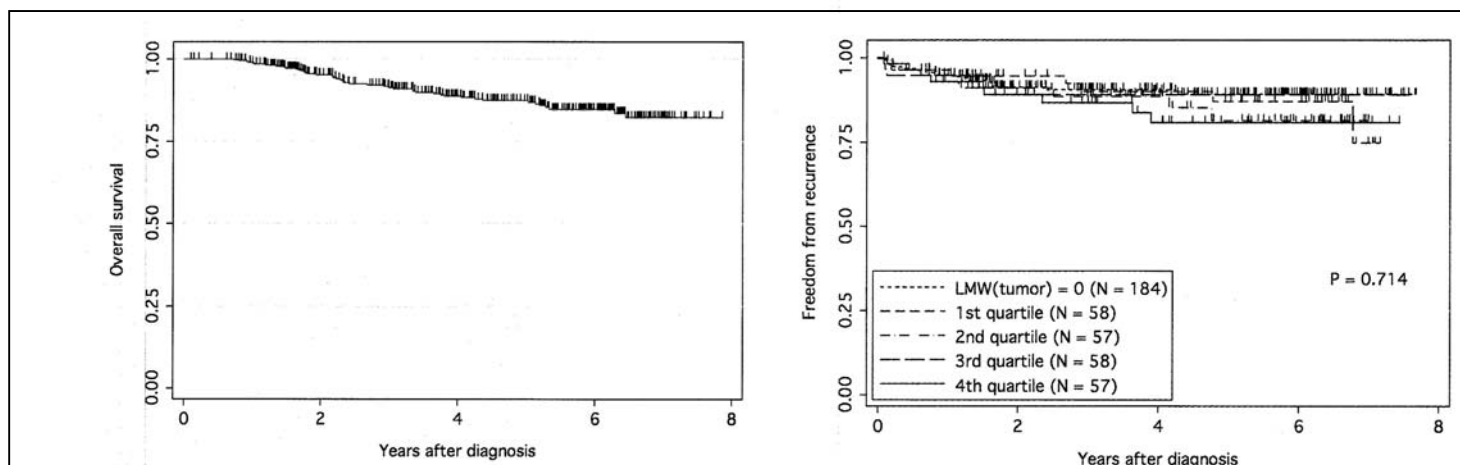 1.00
0.75
0.50
0.25
0.00
Overall survival
0 2 4 6 8
Years after diagnosis
1.00
0.75
0.50
0.25
0.00
Freedom from recurrence
P = 0.714
LMW(tumor) = 0 (N = 184)
1st quartile (N = 58)
2nd quartile (N = 57)
3rd quartile (N = 58)
4th quartile (N = 57)
0 2 4 6 8
Years after diagnosis